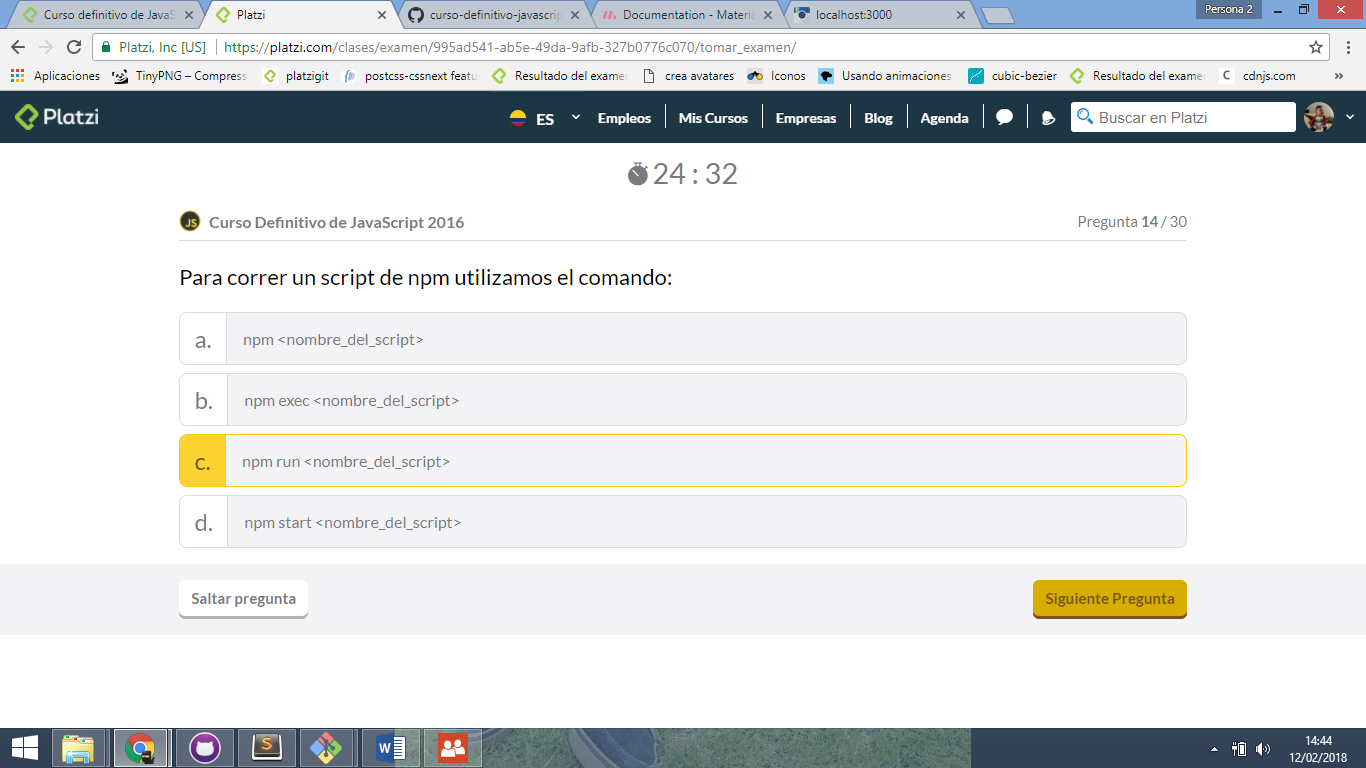 Curso definitivo de JavaS
Platzi
curso-definitivo-javascrip
Documentation - Materia
localhost:3000
Persona 2
Platzi, Inc [US]
https://platzi.com/clases/examen/995ad541-ab5e-49da-9afb-327b0776c070/tomar_examen/
Aplicaciones
TinyPNG – Compress
platzigit
postcss-cssnext featu
Resultado del examen
crea avatares
Iconos
Usando animaciones
cubic-bezier
Resultado del examen
cdnjs.com
»
Platzi
ES
Empleos
Mis Cursos
Empresas
Blog
Agenda
Buscar en Platzi
24 : 32
JS
Curso Definitivo de JavaScript 2016
Pregunta 14 / 30
Para correr un script de npm utilizamos el comando:
a. npm <nombre_del_script>
b. npm exec <nombre_del_script>
c. npm run <nombre_del_script>
d. npm start <nombre_del_script>
Saltar pregunta
Siguiente Pregunta
14:44
12/02/2018